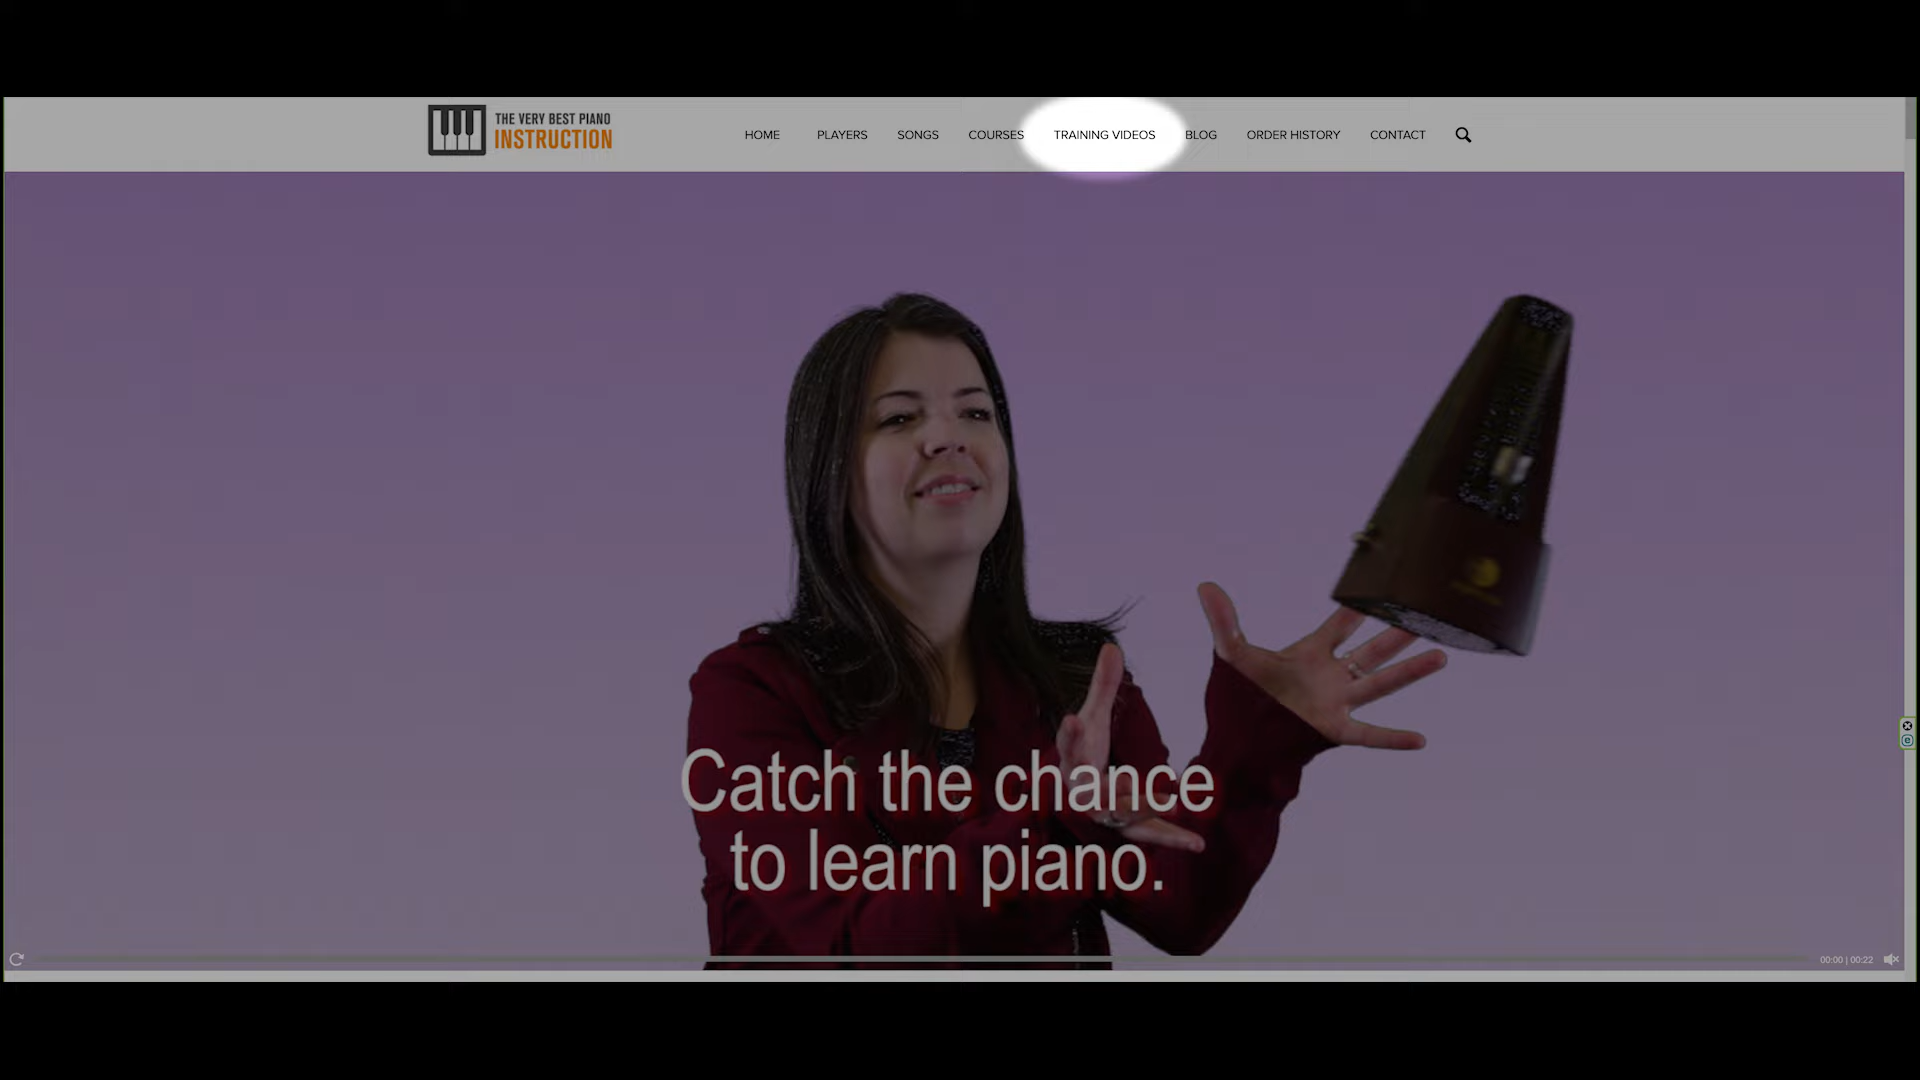 THE VERY BEST PIANO
INSTRUCTION
HOME PLAYERS SONGS COURSES TRAINING VIDEOS BLOG ORDER HISTORY CONTACT
Catch the chance
to learn piano.
00:00 | 00:22